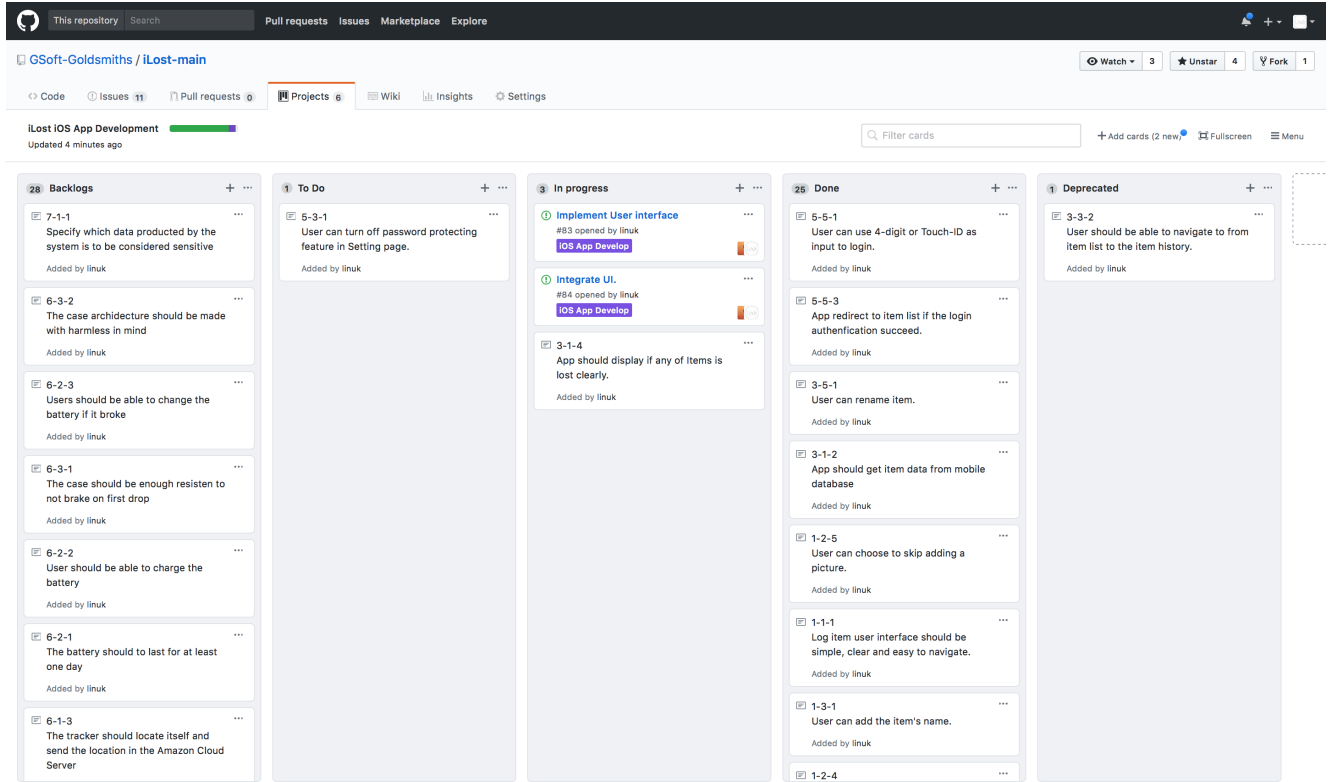 This repository Search Pull requests Issues Marketplace Explore
GSoft-Goldsmiths / iLost-main
Watch 3 Unstar 4 Fork 1
Code Issues 11 Pull requests 0 Projects 6 Wiki Insights Settings
iLost iOS App Development
Updated 4 minutes ago
Filter cards
Add cards (2 new) Fullscreen Menu
28 Backlogs
7-1-1
Specify which data producted by the
system is to be considered sensitive
Added by linuk
6-3-2
The case archidecture should be made
with harmless in mind
Added by linuk
6-2-3
Users should be able to change the
battery if it broke
Added by linuk
6-3-1
The case should be enough resisten to
not brake on first drop
Added by linuk
6-2-2
User should be able to charge the
battery
Added by linuk
6-2-1
The battery should to last for at least
one day
Added by linuk
6-1-3
The tracker should locate itself and
send the location in the Amazon Cloud
Server
1 To Do
5-3-1
User can turn off password protecting
feature in Setting page.
Added by linuk
3 In progress
Implement User interface
#83 opened by linuk
iOS App Develop
Integrate UI.
#84 opened by linuk
iOS App Develop
3-1-4
App should display if any of Items is
lost clearly.
Added by linuk
25 Done
5-5-1
User can use 4-digit or Touch-ID as
input to login.
Added by linuk
5-5-3
App redirect to item list if the login
authenfication succeed.
Added by linuk
3-5-1
User can rename item.
Added by linuk
3-1-2
App should get item data from mobile
database
Added by linuk
1-2-5
User can choose to skip adding a
picture.
Added by linuk
1-1-1
Log item user interface should be
simple, clear and easy to navigate.
Added by linuk
1-3-1
User can add the item's name.
Added by linuk
1-2-4
1 Deprecated
3-3-2
User should be able to navigate to from
item list to the item history.
Added by linuk